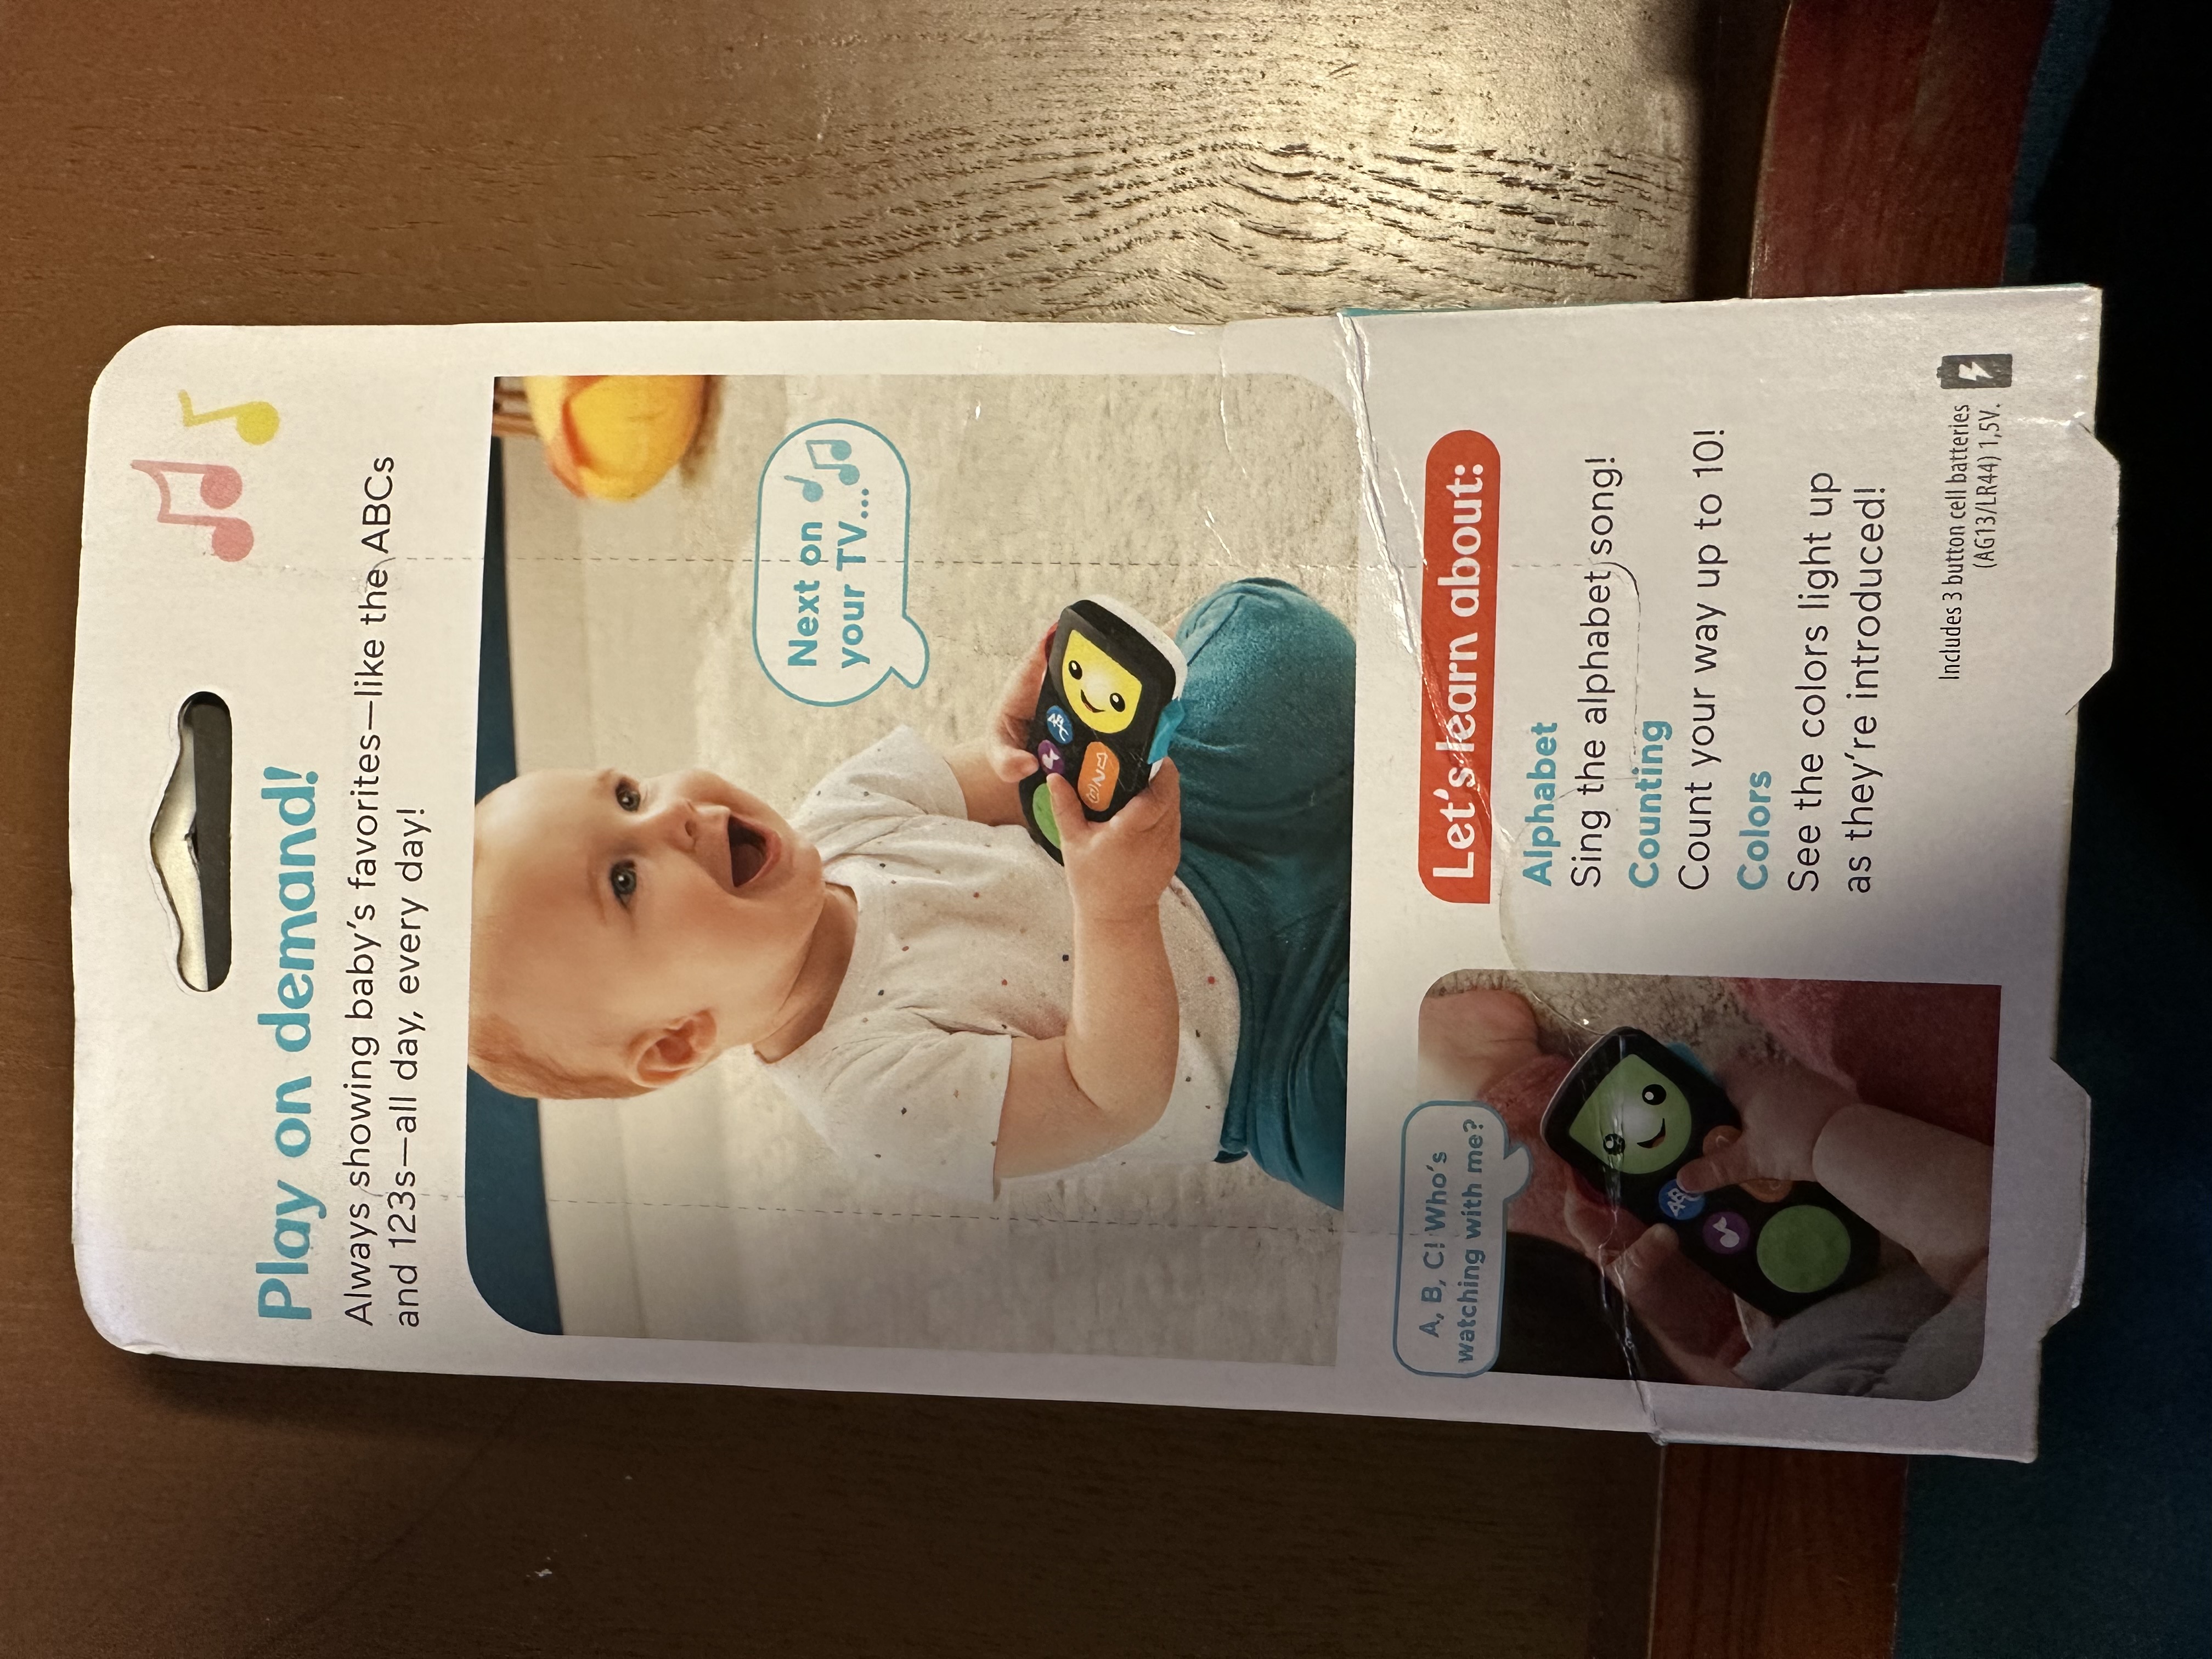 Play on demand!
Always showing baby's favorites—like the ABCs
and 123s—all day, every day!
Next on
your TV...
ABC
A, B, C! Who's
watching with me?
Let's learn about:
Alphabet
Sing the alphabet song!
Counting
Count your way up to 10!
Colors
See the colors light up
as they're introduced!
Includes 3 button cell batteries
(AG13/LR44) 1,5V.